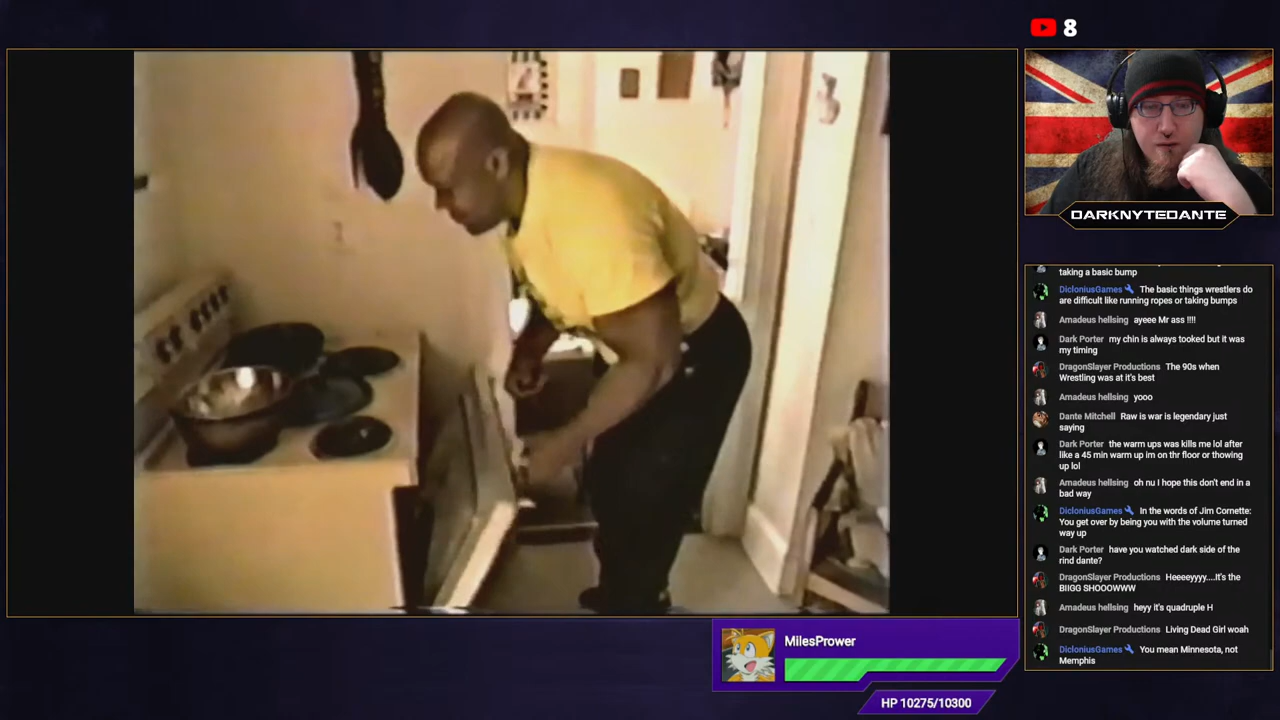 8
DARKNYTEDANTE
taking a basic bump
DicloniusGames The basic things wrestlers do
are difficult like running ropes or taking bumps
Amadeus hellsing ayeee Mr ass !!!!
Dark Porter my chin is always tooked but it was
my timing
DragonSlayer Productions The 90s when
Wrestling was at it's best
Amadeus hellsing yooo
Dante Mitchell Raw is war is legendary just
saying
Dark Porter the warm ups was kills me lol after
like a 45 min warm up im on thr floor or thowing
up lol
Amadeus hellsing oh nu I hope this don't end in a
bad way
DicloniusGames In the words of Jim Cornette:
You get over by being you with the volume turned
way up
Dark Porter have you watched dark side of the
rind dante?
DragonSlayer Productions Heeeeyyyy....It's the
BIIGG SHOOOWWW
Amadeus hellsing heyy it's quadruple H
DragonSlayer Productions Living Dead Girl woah
DicloniusGames You mean Minnesota, not
Memphis
MilesPrower
HP 10275/10300